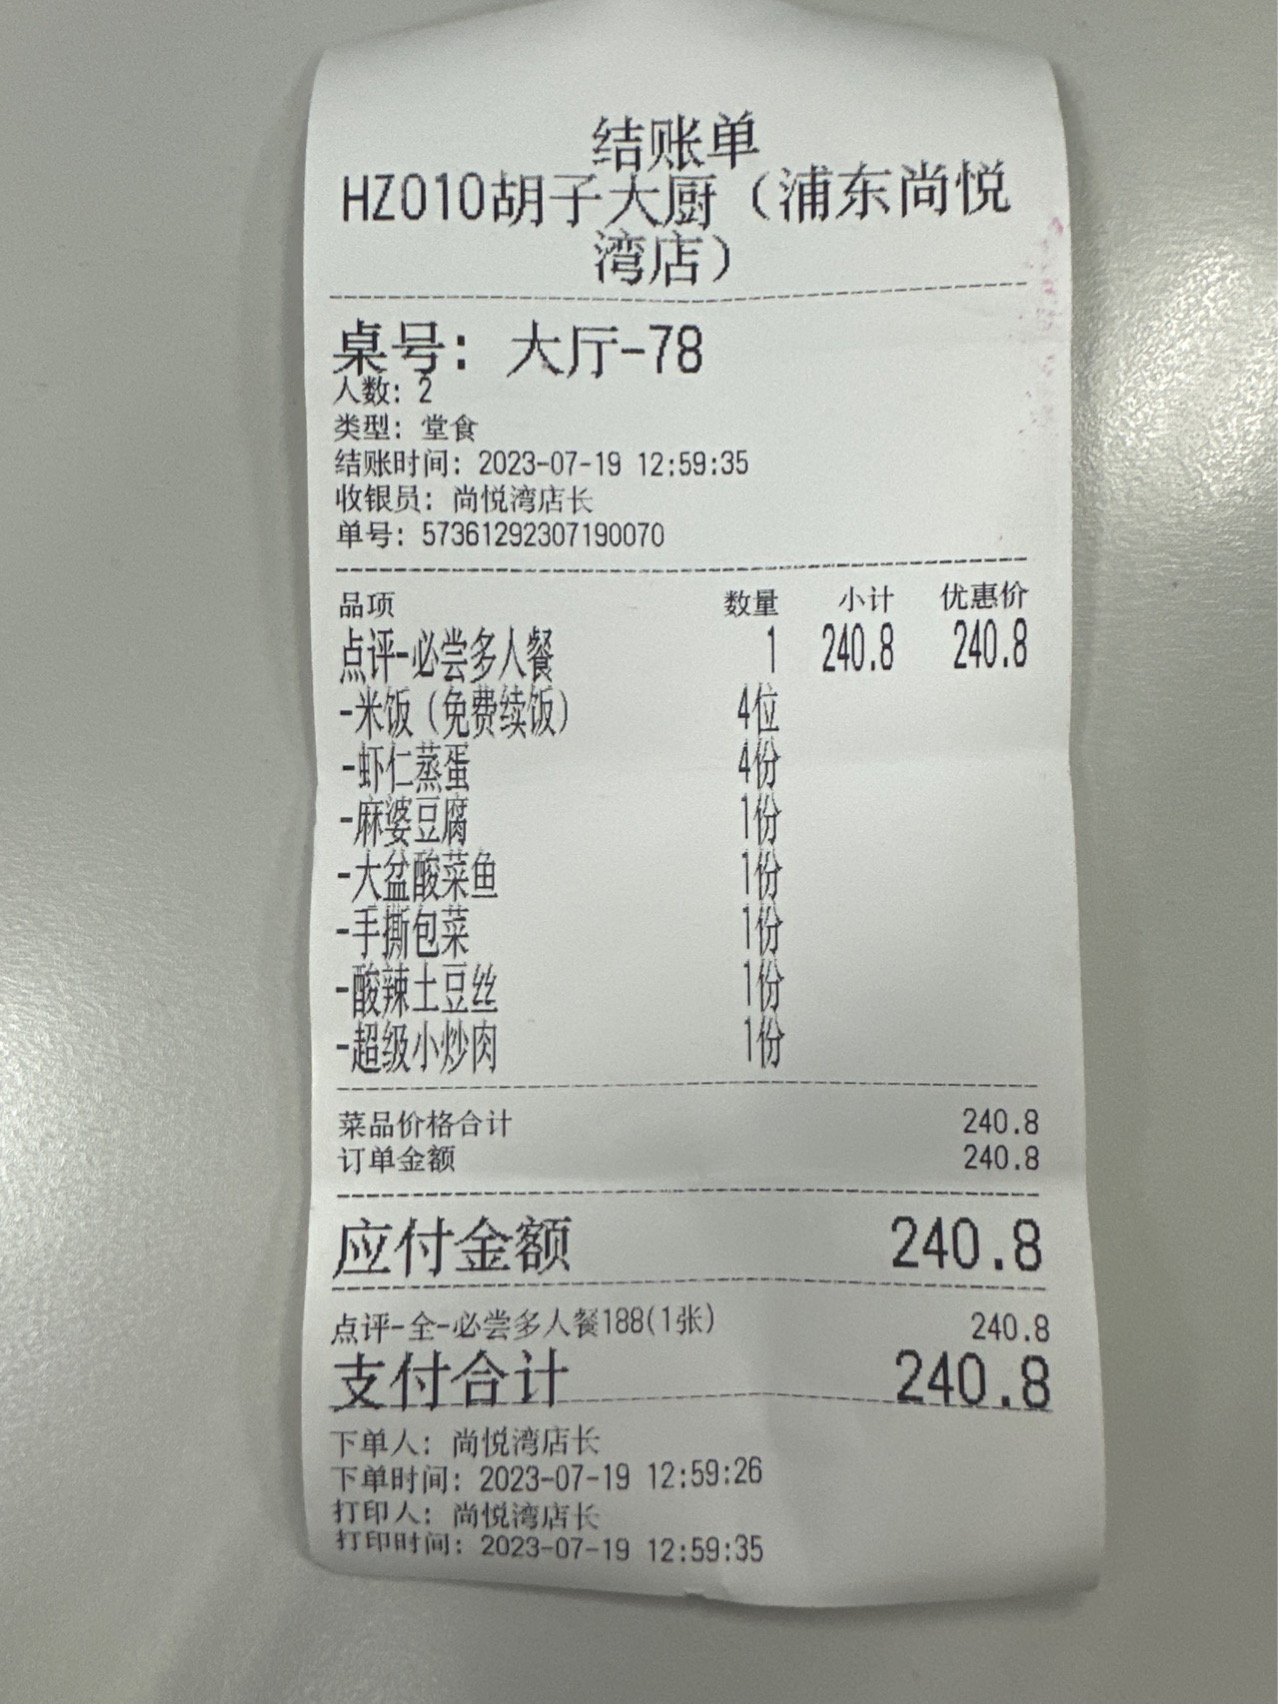 结账单
HZ010胡子大厨（浦东尚悦
湾店）
桌号： 大厅-78
人数: 2
类型: 堂食
结账时间: 2023-07-19 12:59:35
收银员: 尚悦湾店长
单号: 57361292307190070
品项 数量 小计 优惠价
点评-必尝多人餐 1 240.8 240.8
-米饭（免费续饭） 4位
-虾仁蒸蛋 4份
-麻婆豆腐 1份
-大盆酸菜鱼 1份
-手撕包菜 1份
-酸辣土豆丝 1份
-超级小炒肉 1份
菜品价格合计 240.8
订单金额 240.8
应付金额 240.8
点评-全-必尝多人餐188(1张) 240.8
支付合计 240.8
下单人: 尚悦湾店长
下单时间: 2023-07-19 12:59:26
打印人: 尚悦湾店长
打印时间: 2023-07-19 12:59:35